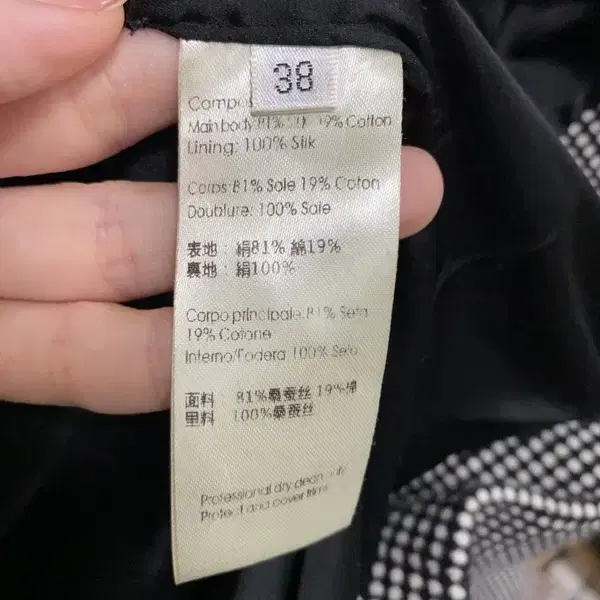 38
Main body 81% 19% Cotton
Lining: 100% Silk
Corps: 81% Soie 19% Coton
Doublure: 100% Soie
表地 : 絹81% 綿19%
裏地 : 絹100%
Corpo principale: 81% Seta
19% Cotone
Interno/Fodera 100% Seta
面料 81%桑蚕丝 19%棉
里料 100%桑蚕丝
Professional dry clean
Protect and cover trims